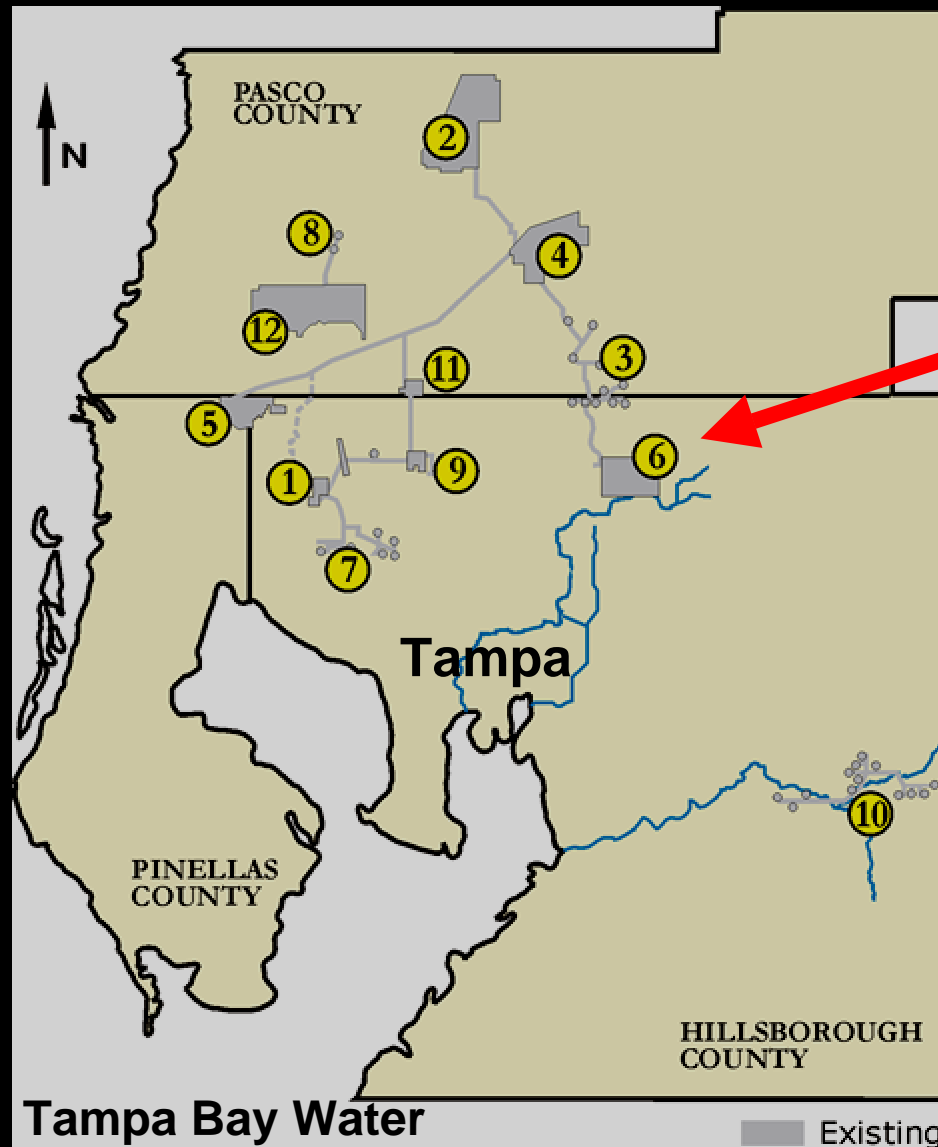 PASCO
COUNTY
N
2
8
4
12
3
11
5
6
1
9
7
Tampa
10
PINELLAS
COUNTY
HILLSBOROUGH
COUNTY
Tampa Bay Water
Existing